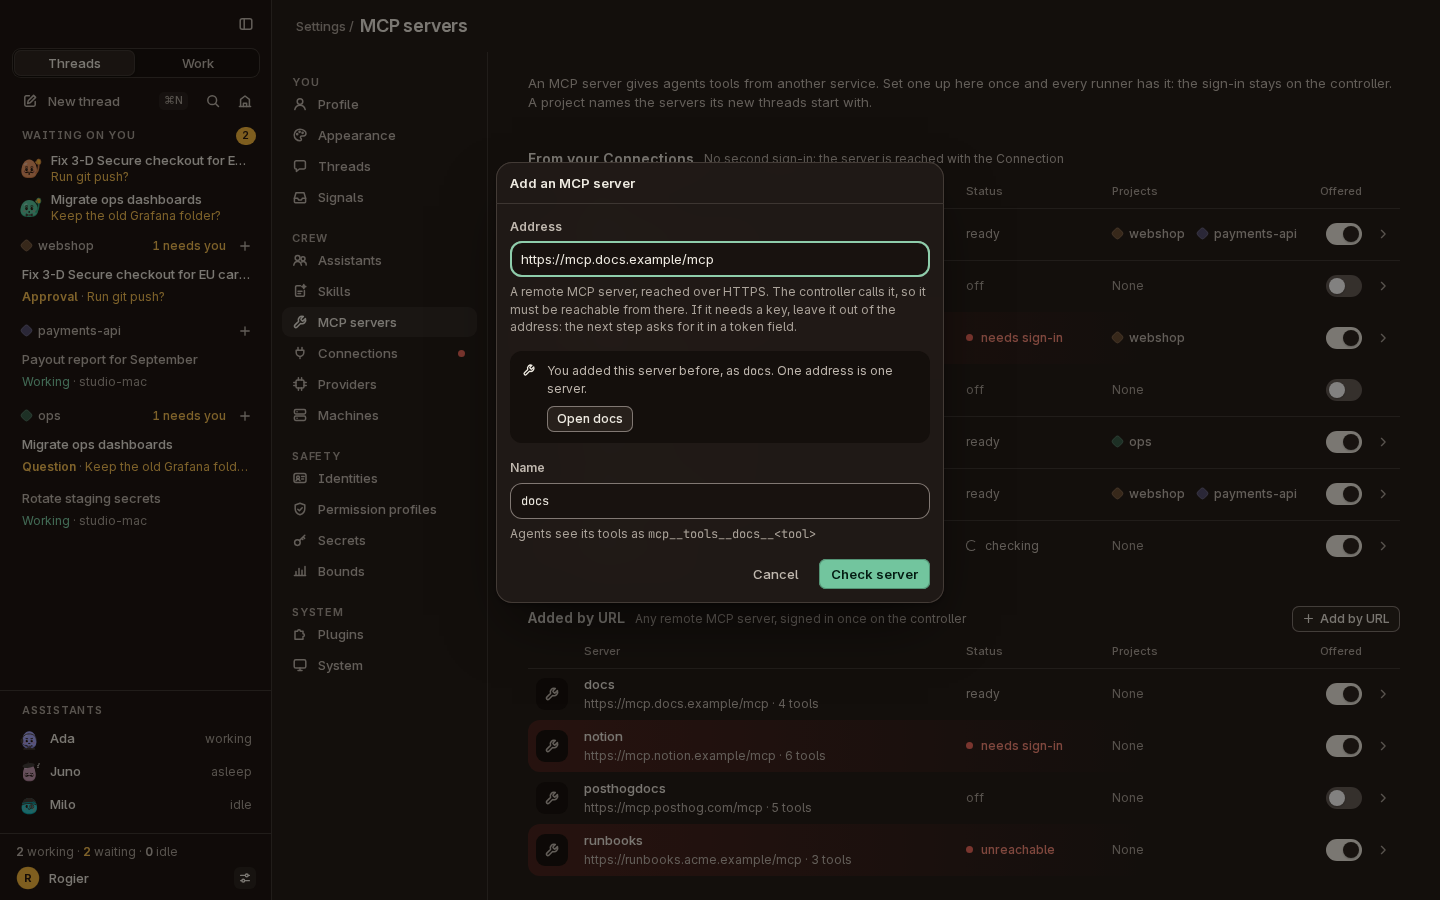 Threads
Work
New thread
⌘N
WAITING ON YOU
2
Fix 3-D Secure checkout for E...
Run git push?
Migrate ops dashboards
Keep the old Grafana folder?
webshop
1 needs you
Fix 3-D Secure checkout for EU car...
Approval · Run git push?
payments-api
Payout report for September
Working · studio-mac
ops
1 needs you
Migrate ops dashboards
Question · Keep the old Grafana fold...
Rotate staging secrets
Working · studio-mac
ASSISTANTS
Ada
working
Juno
asleep
Milo
idle
2 working · 2 waiting · 0 idle
R
Rogier
Settings / MCP servers
YOU
Profile
Appearance
Threads
Signals
CREW
Assistants
Skills
MCP servers
Connections
Providers
Machines
SAFETY
Identities
Permission profiles
Secrets
Bounds
SYSTEM
Plugins
System
An MCP server gives agents tools from another service. Set one up here once and every runner has it: the sign-in stays on the controller.
A project names the servers its new threads start with.
From your Connections No second sign-in: the server is reached with the Connection
Status Projects Offered
ready webshop payments-api
off None
needs sign-in webshop
off None
ready ops
ready webshop payments-api
checking None
Add an MCP server
Address
https://mcp.docs.example/mcp
A remote MCP server, reached over HTTPS. The controller calls it, so it
must be reachable from there. If it needs a key, leave it out of the
address: the next step asks for it in a token field.
You added this server before, as docs. One address is one
server.
Open docs
Name
docs
Agents see its tools as mcp__tools__docs__<tool>
Cancel
Check server
Added by URL Any remote MCP server, signed in once on the controller
Add by URL
Server Status Projects Offered
docs
https://mcp.docs.example/mcp · 4 tools
ready None
notion
https://mcp.notion.example/mcp · 6 tools
needs sign-in None
posthogdocs
https://mcp.posthog.com/mcp · 5 tools
off None
runbooks
https://runbooks.acme.example/mcp · 3 tools
unreachable None